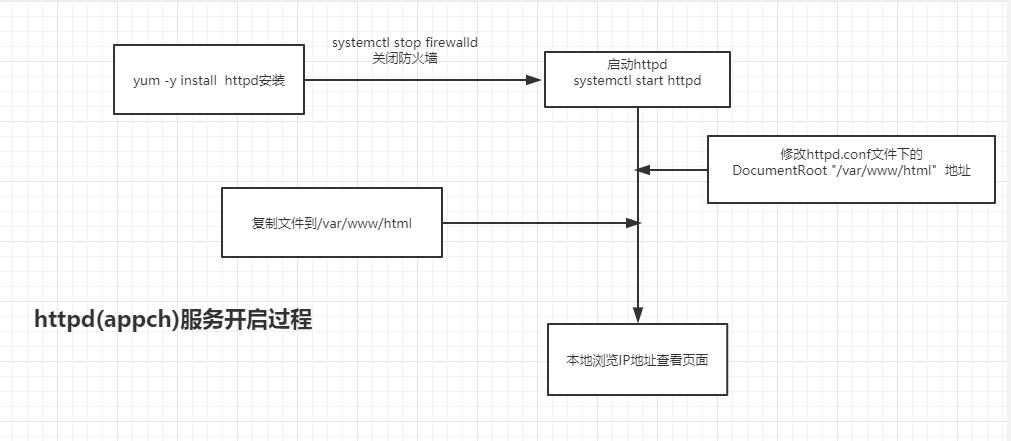 systemctl stop firewalld
关闭防火墙
yum -y install  httpd安装
启动httpd
systemctl start httpd
修改httpd.conf文件下的
DocumentRoot "/var/www/html"  地址
复制文件到/var/www/html
httpd(appch)服务开启过程
本地浏览IP地址查看页面